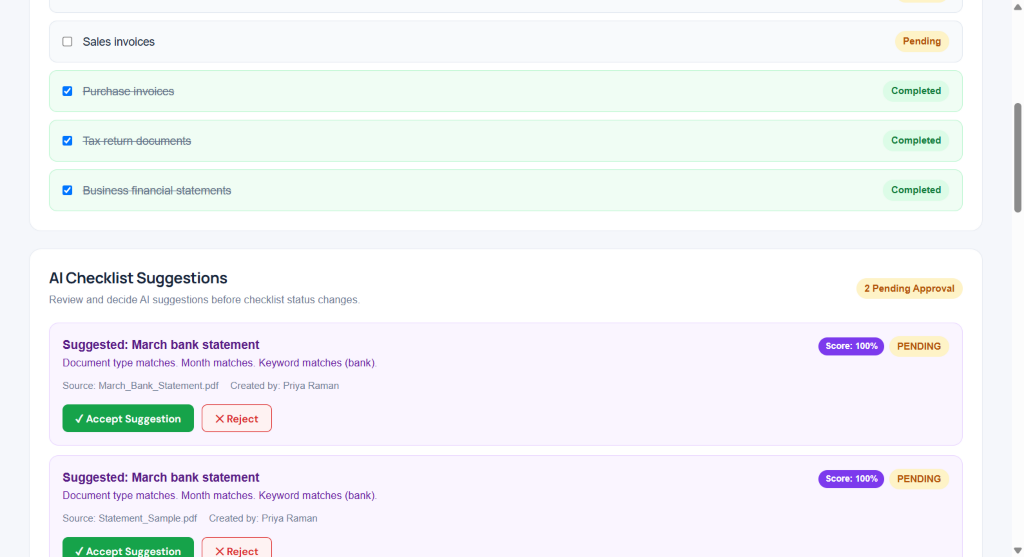 Sales invoices
Pending
Purchase invoices
Completed
Tax return documents
Completed
Business financial statements
Completed
AI Checklist Suggestions
Review and decide AI suggestions before checklist status changes.
2 Pending Approval
Suggested: March bank statement
Score: 100%
PENDING
Document type matches. Month matches. Keyword matches (bank).
Source: March_Bank_Statement.pdf Created by: Priya Raman
✓ Accept Suggestion
✕ Reject
Suggested: March bank statement
Score: 100%
PENDING
Document type matches. Month matches. Keyword matches (bank).
Source: Statement_Sample.pdf Created by: Priya Raman
✓ Accept Suggestion
✕ Reject